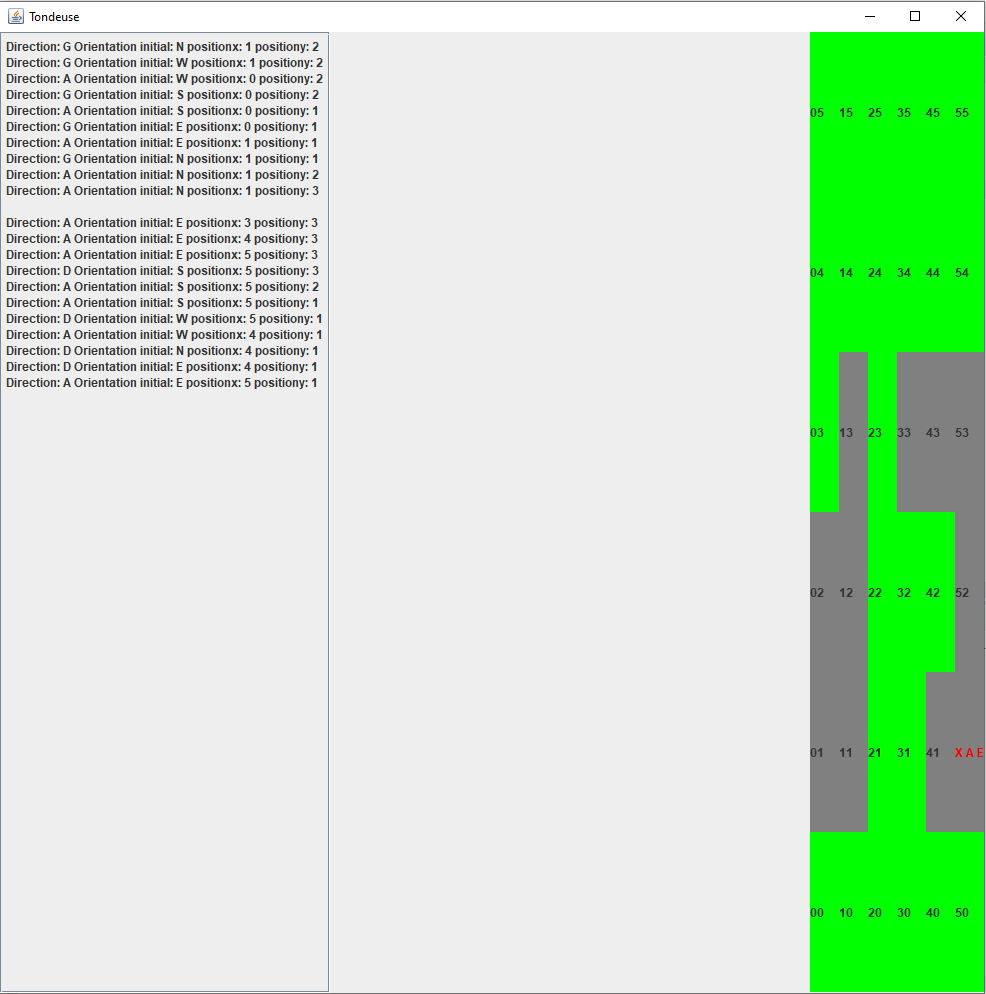 Tondeuse
Direction: G Orientation initial: N positionx: 1 positiony: 2
Direction: G Orientation initial: W positionx: 1 positiony: 2
Direction: A Orientation initial: W positionx: 0 positiony: 2
Direction: G Orientation initial: S positionx: 0 positiony: 2
Direction: A Orientation initial: S positionx: 0 positiony: 1
Direction: G Orientation initial: E positionx: 0 positiony: 1
Direction: A Orientation initial: E positionx: 1 positiony: 1
Direction: G Orientation initial: N positionx: 1 positiony: 1
Direction: A Orientation initial: N positionx: 1 positiony: 2
Direction: A Orientation initial: N positionx: 1 positiony: 3
Direction: A Orientation initial: E positionx: 3 positiony: 3
Direction: A Orientation initial: E positionx: 4 positiony: 3
Direction: A Orientation initial: E positionx: 5 positiony: 3
Direction: D Orientation initial: S positionx: 5 positiony: 3
Direction: A Orientation initial: S positionx: 5 positiony: 2
Direction: A Orientation initial: S positionx: 5 positiony: 1
Direction: D Orientation initial: W positionx: 5 positiony: 1
Direction: A Orientation initial: W positionx: 4 positiony: 1
Direction: D Orientation initial: N positionx: 4 positiony: 1
Direction: D Orientation initial: E positionx: 4 positiony: 1
Direction: A Orientation initial: E positionx: 5 positiony: 1
05 15 25 35 45 55
04 14 24 34 44 54
03 13 23 33 43 53
02 12 22 32 42 52
01 11 21 31 41 X A E
00 10 20 30 40 50